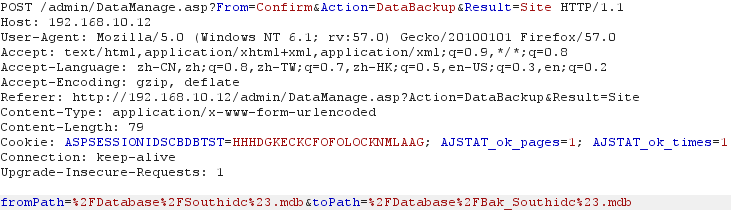 POST /admin/DataManage.asp?From=Confirm&Action=DataBackup&Result=Site HTTP/1.1
Host: 192.168.10.12
User-Agent: Mozilla/5.0 (Windows NT 6.1; rv:57.0) Gecko/20100101 Firefox/57.0
Accept: text/html,application/xhtml+xml,application/xml;q=0.9,*/*;q=0.8
Accept-Language: zh-CN,zh;q=0.8,zh-TW;q=0.7,zh-HK;q=0.5,en-US;q=0.3,en;q=0.2
Accept-Encoding: gzip, deflate
Referer: http://192.168.10.12/admin/DataManage.asp?Action=DataBackup&Result=Site
Content-Type: application/x-www-form-urlencoded
Content-Length: 79
Cookie: ASPSESSIONIDSCBDBTST=HHHDGKECKCFOFOLOCKNMLAAG; AJSTAT_ok_pages=1; AJSTAT_ok_times=1
Connection: keep-alive
Upgrade-Insecure-Requests: 1
fromPath=%2FDatabase%2FSouthidc%23.mdb&toPath=%2FDatabase%2FBak_Southidc%23.mdb